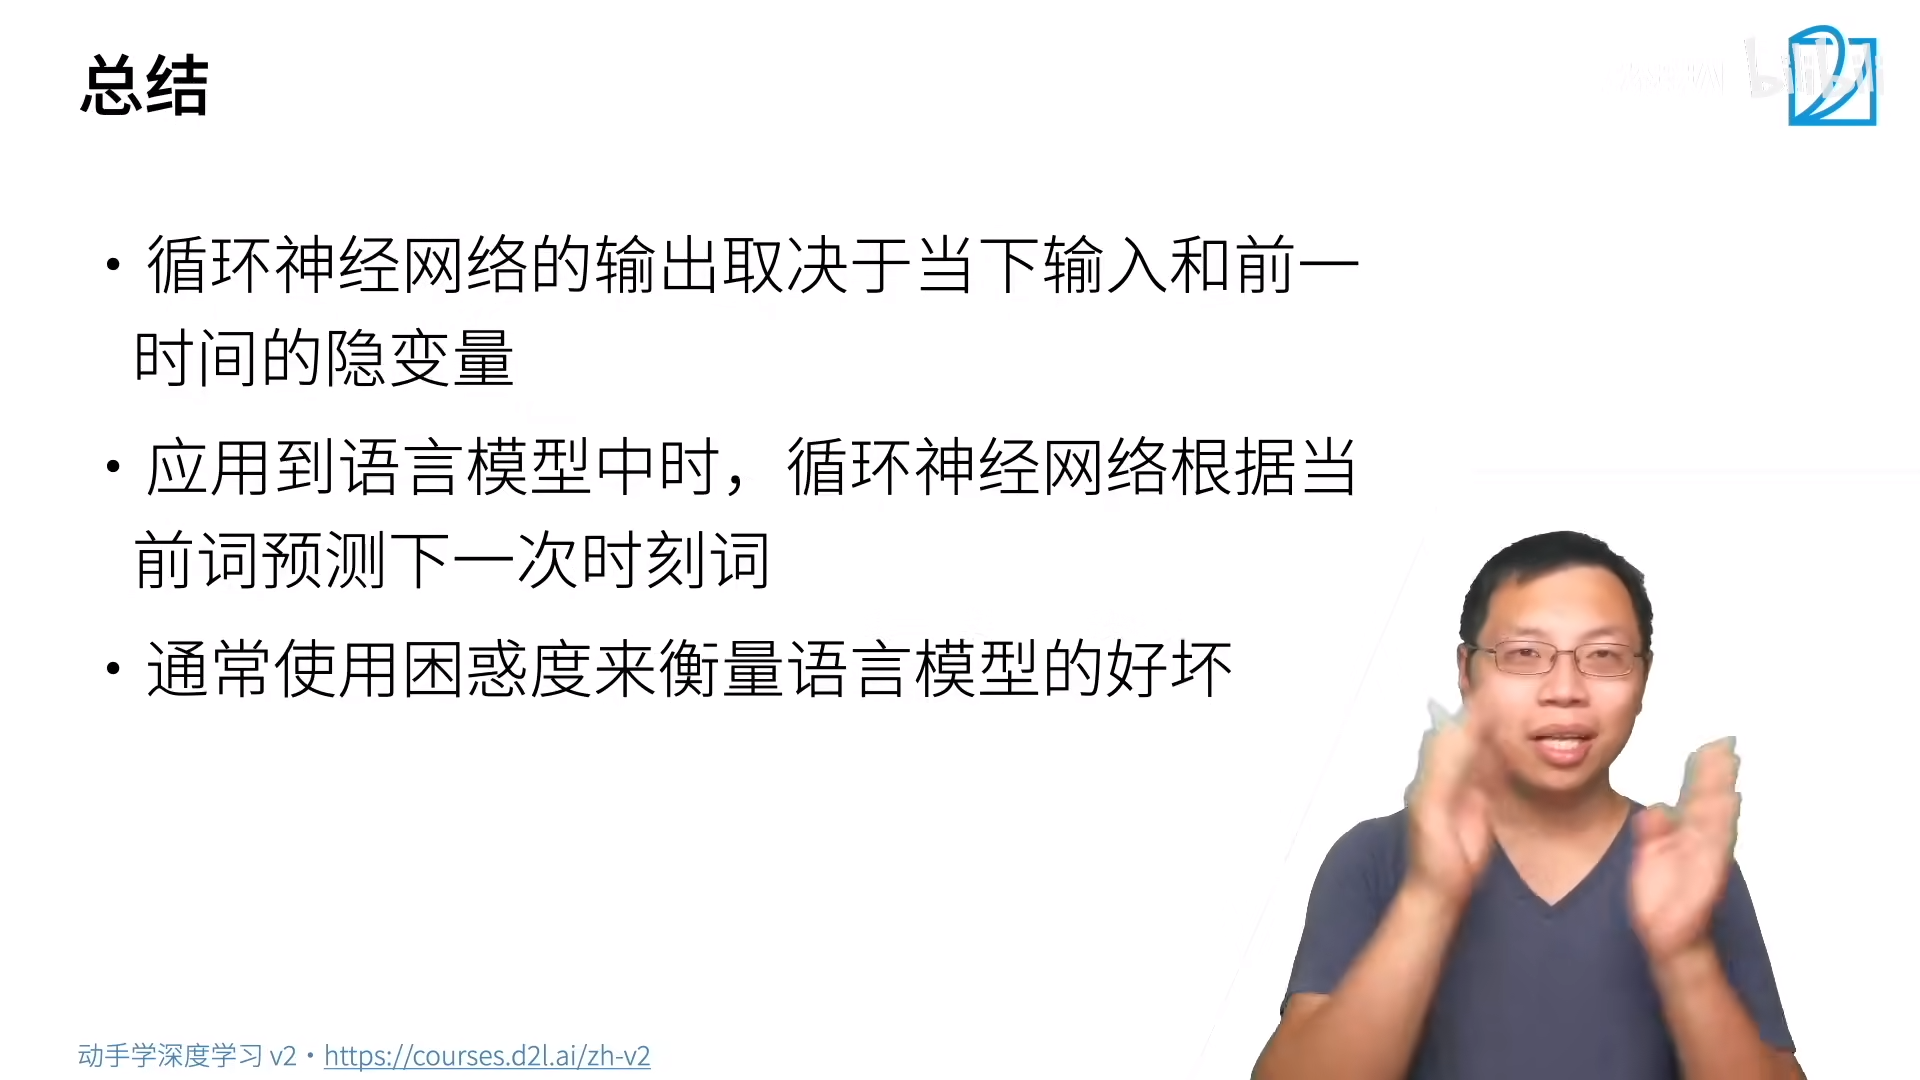 总结
• 循环神经网络的输出取决于当下输入和前一
时间的隐变量
• 应用到语言模型中时，循环神经网络根据当
前词预测下一次时刻词
• 通常使用困惑度来衡量语言模型的好坏
动手学深度学习 v2 • https://courses.d2l.ai/zh-v2
bilibili